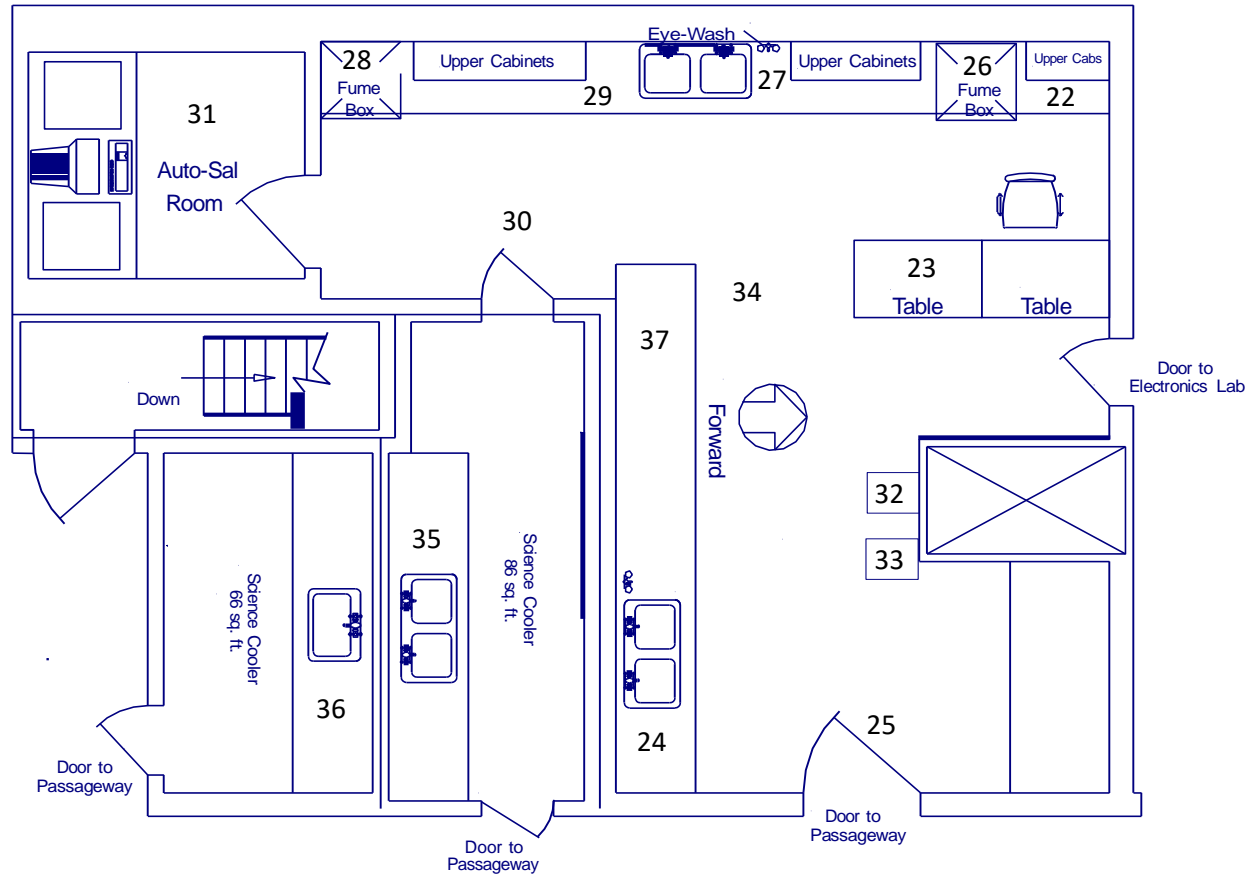 Eye-Wash
28
Fume
Box
Upper Cabinets
29
27
Upper Cabinets
26
Fume
Box
Upper Cabs
22
31
Auto-Sal
Room
30
34
23
Table
Table
37
Forward
Door to
Electronics Lab
Down
32
33
35
Science Cooler
86 sq. ft.
Science Cooler
66 sq. ft.
36
24
25
Door to
Passageway
Door to
Passageway
Door to
Passageway